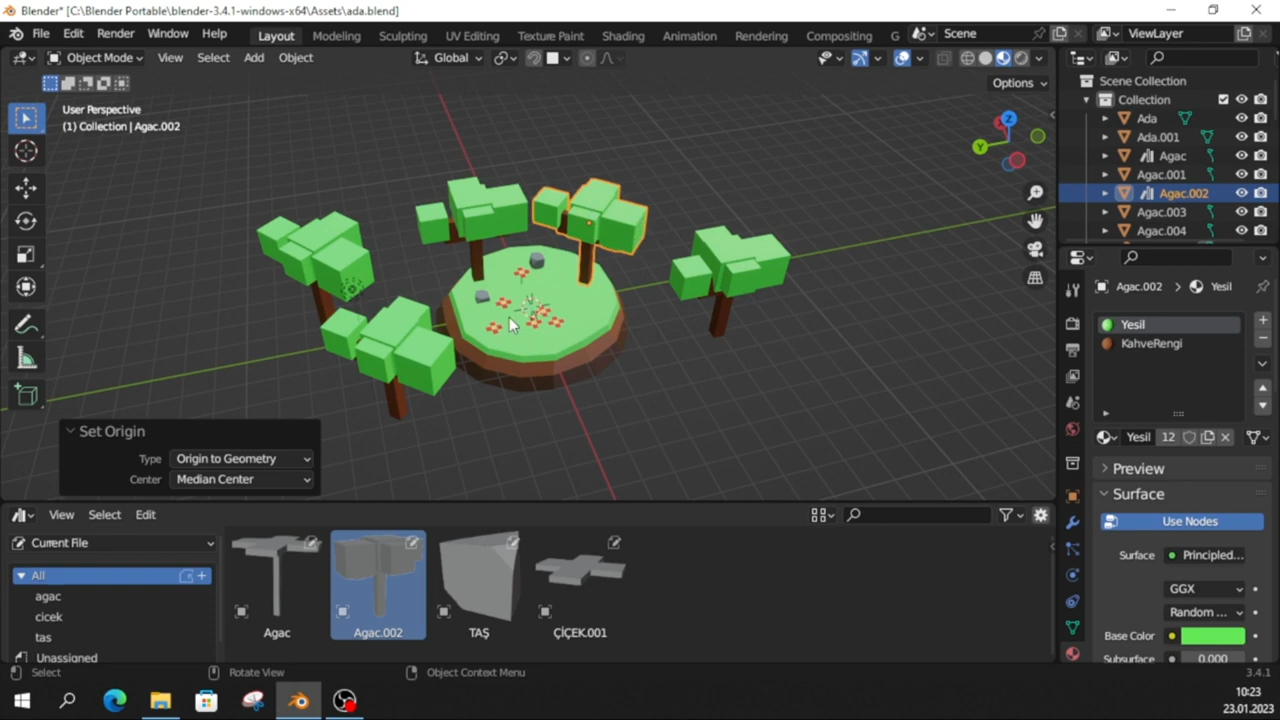 Blender* [C:\Blender Portable\blender-3.4.1-windows-x64\Assets\ada.blend]
File Edit Render Window Help Layout Modeling Sculpting UV Editing Texture Paint Shading Animation Rendering Compositing G Scene ViewLayer
Object Mode View Select Add Object Global
Options
User Perspective
(1) Collection | Agac.002
Z
Y
Scene Collection
Collection
Ada
Ada.001
Agac
Agac.001
Agac.002
Agac.003
Agac.004
Agac.002 > Yesil
Yesil
KahveRengi
Yesil 12
Preview
Surface
Use Nodes
Surface Principled...
GGX
Random ...
Base Color
Subsurface 0.000
Set Origin
Type Origin to Geometry
Center Median Center
View Select Edit
Current File
All
agac
cicek
tas
Unassigned
Agac
Agac.002
TAŞ
ÇİÇEK.001
Select Rotate View Object Context Menu 3.4.1
10:23
23.01.2023